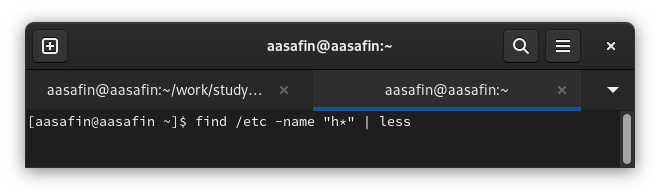 aasafin@aasafin:~
aasafin@aasafin:~/work/study...
aasafin@aasafin:~
[aasafin@aasafin ~]$ find /etc -name "h*" | less